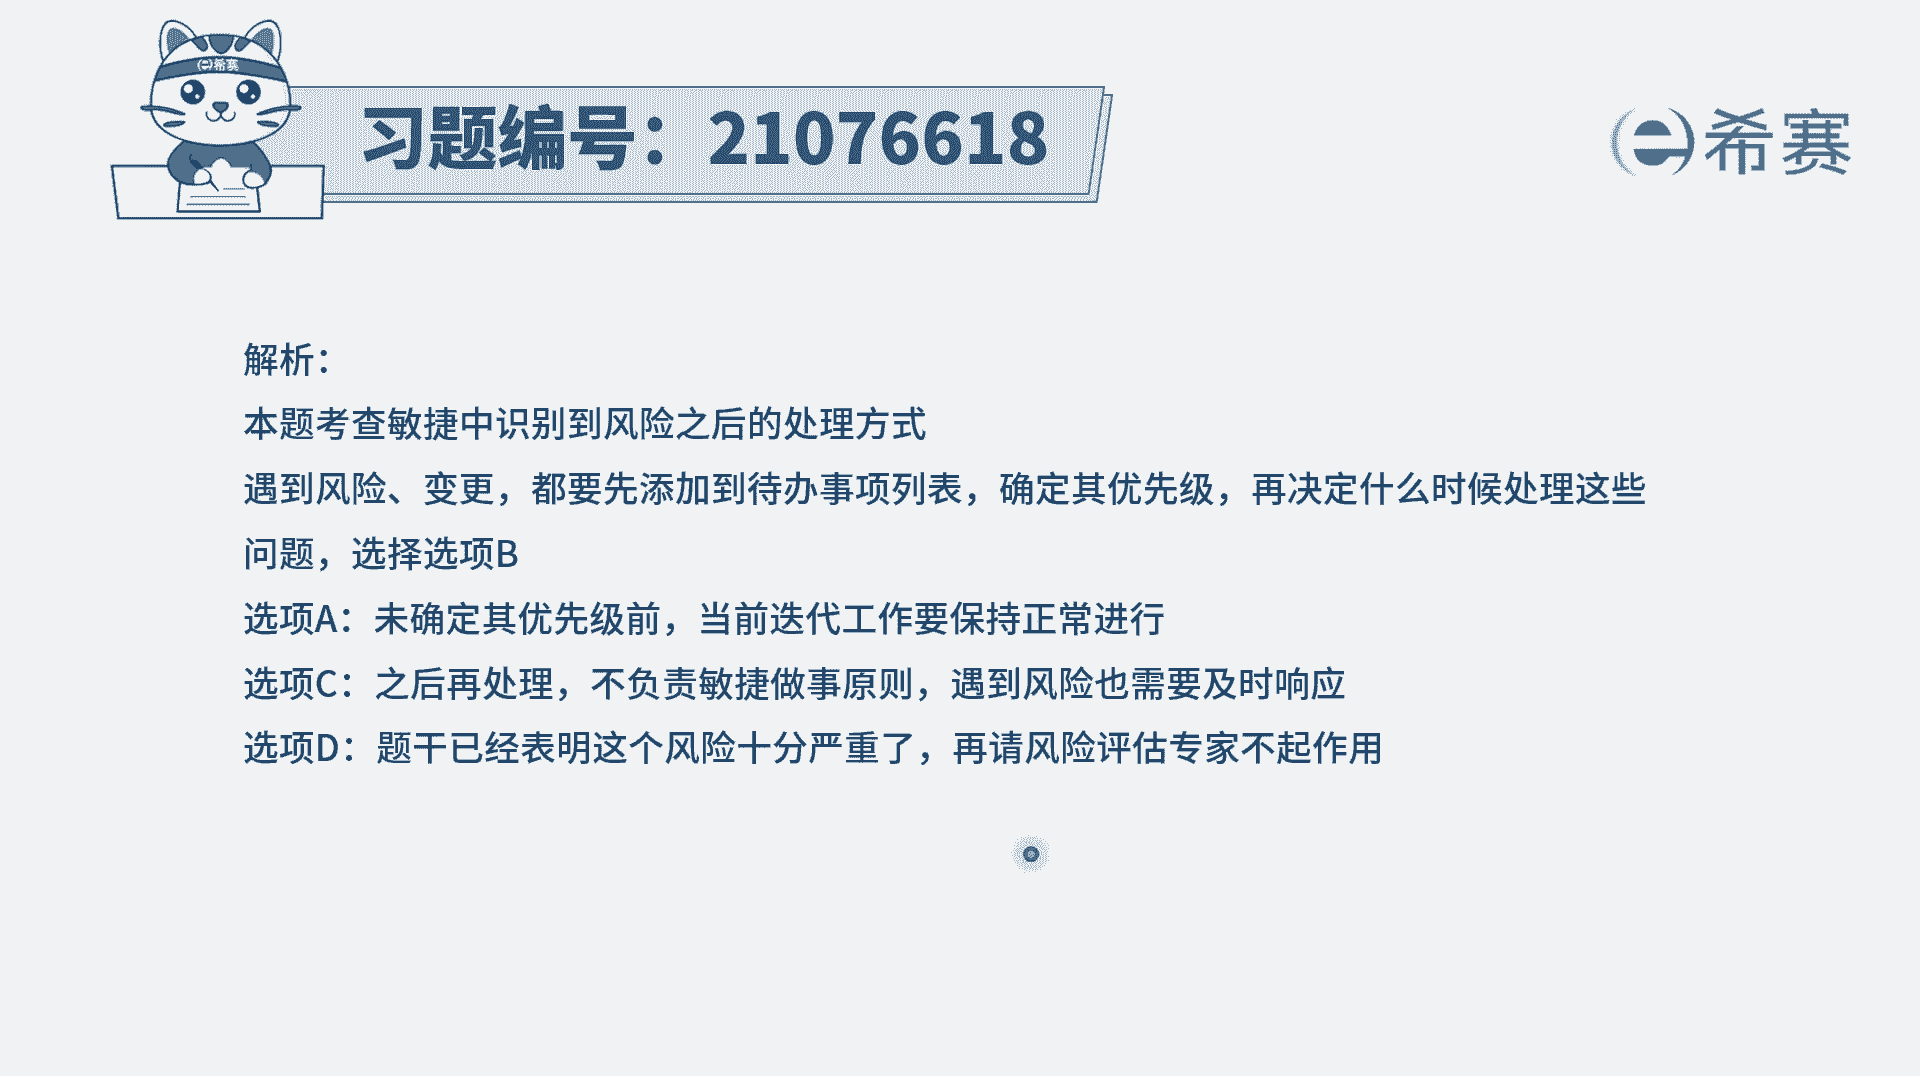 希赛
习题编号：21076618
希赛
解析：
本题考查敏捷中识别到风险之后的处理方式
遇到风险、变更，都要先添加到待办事项列表，确定其优先级，再决定什么时候处理这些
问题，选择选项B
选项A：未确定其优先级前，当前迭代工作要保持正常进行
选项C：之后再处理，不负责敏捷做事原则，遇到风险也需要及时响应
选项D：题干已经表明这个风险十分严重了，再请风险评估专家不起作用